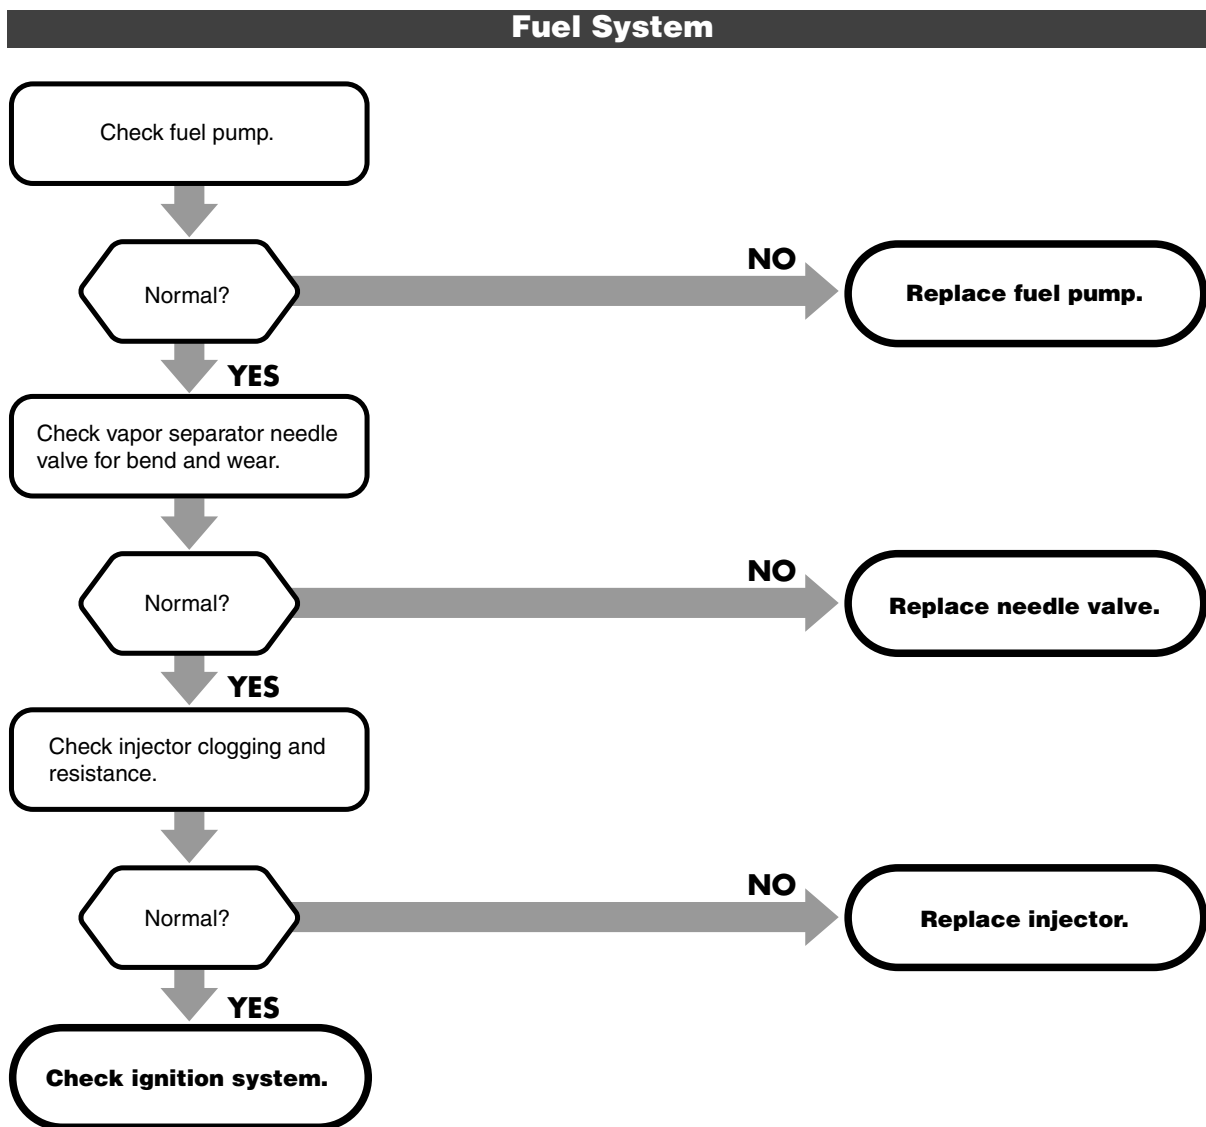 Fuel System
Check fuel pump.
Normal?
NO
Replace fuel pump.
YES
Check vapor separator needle
valve for bend and wear.
Normal?
NO
Replace needle valve.
YES
Check injector clogging and
resistance.
Normal?
NO
Replace injector.
YES
Check ignition system.